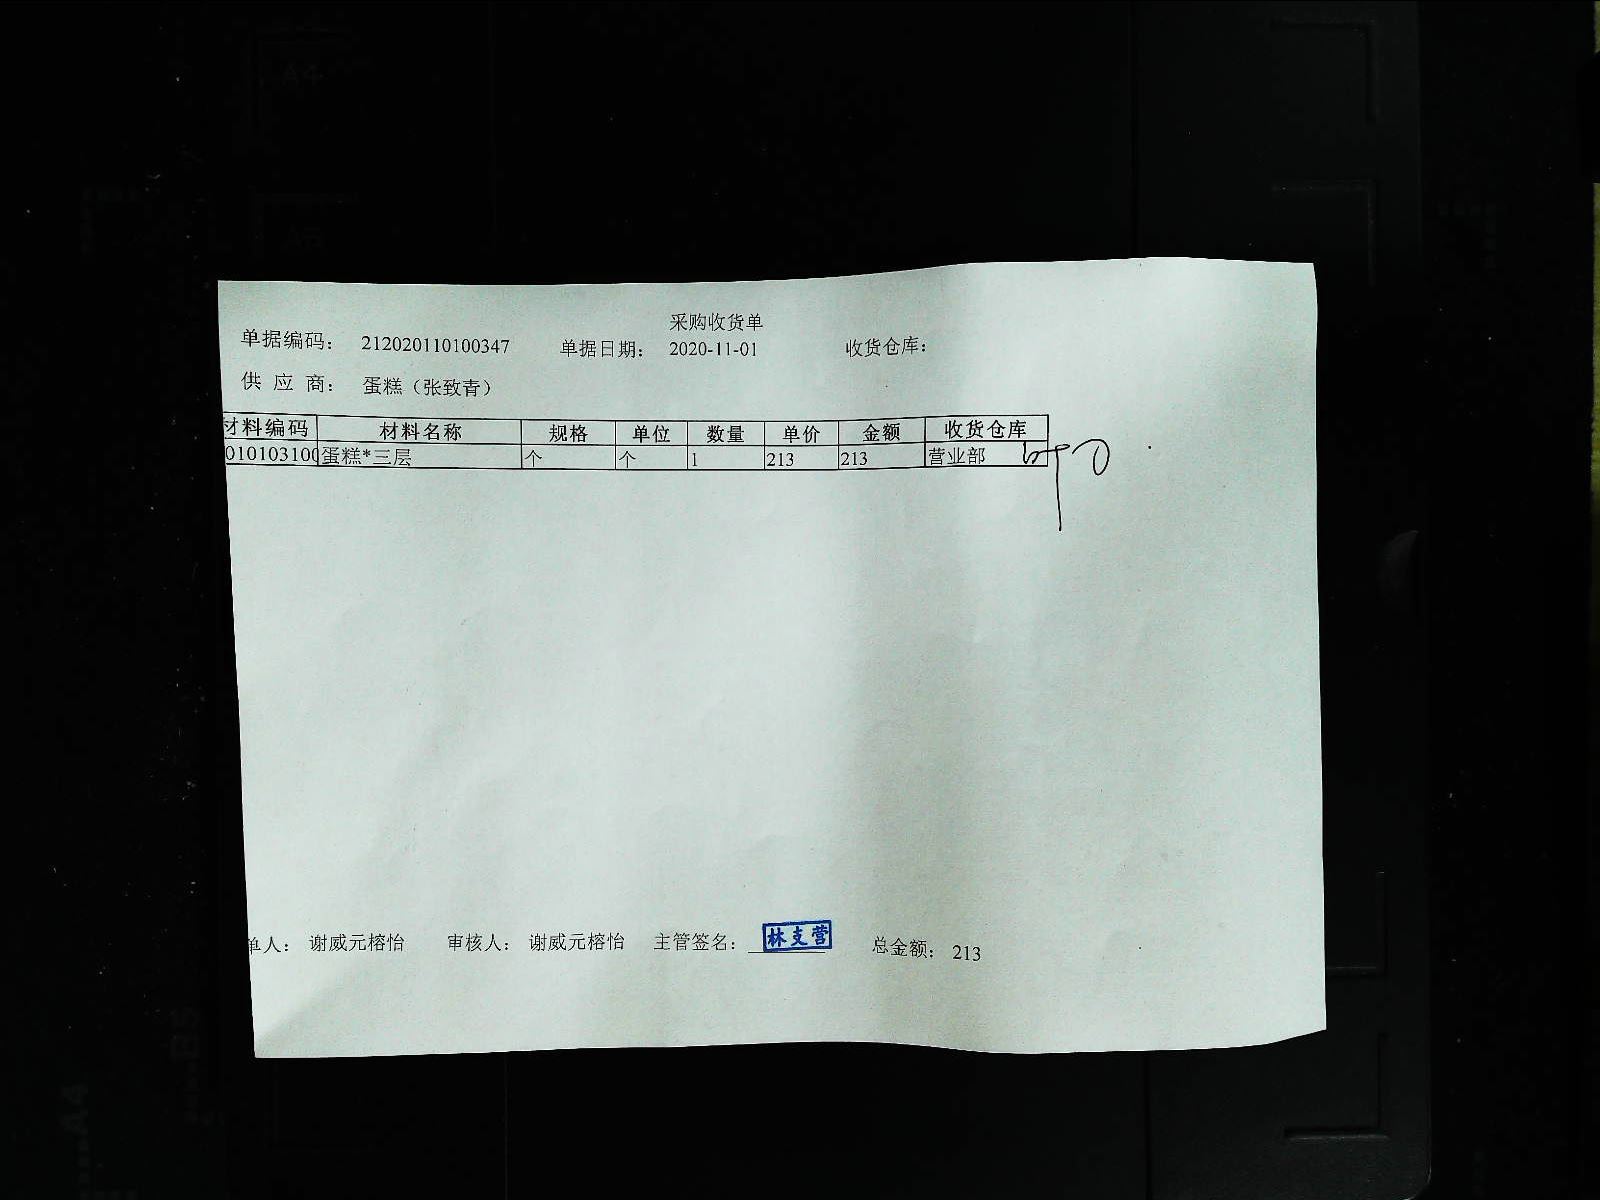 采购收货单
单据编码： 212020110100347 单据日期： 2020-11-01 收货仓库：
供 应 商： 蛋糕（张致青）
材料编码 材料名称 规格 单位 数量 单价 金额 收货仓库
010103100 蛋糕*三层 个 个 1 213 213 营业部
单人： 谢威元榕怡 审核人： 谢威元榕怡 主管签名： 林支营 总金额： 213